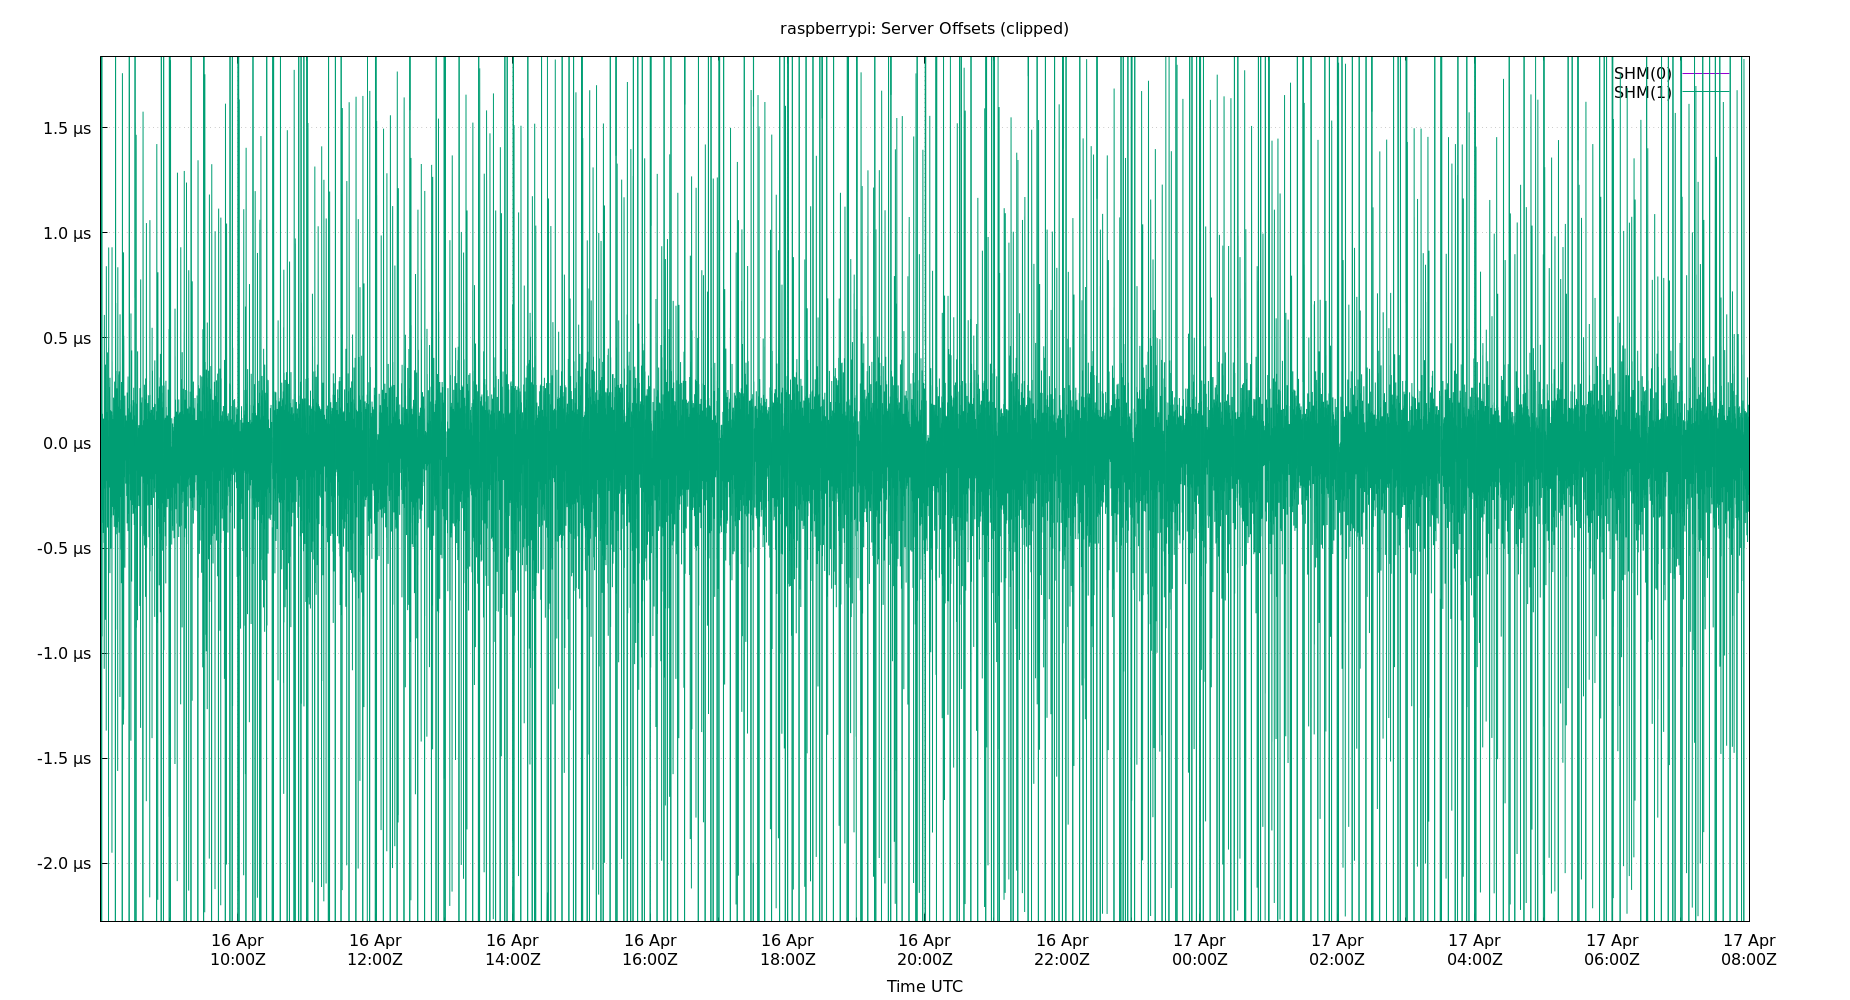 raspberrypi: Server Offsets (clipped)
SHM(0)
SHM(1)
1.5 µs
1.0 µs
0.5 µs
0.0 µs
-0.5 µs
-1.0 µs
-1.5 µs
-2.0 µs
16 Apr 16 Apr 16 Apr 16 Apr 16 Apr 16 Apr 16 Apr 17 Apr 17 Apr 17 Apr 17 Apr 17 Apr
10:00Z 12:00Z 14:00Z 16:00Z 18:00Z 20:00Z 22:00Z 00:00Z 02:00Z 04:00Z 06:00Z 08:00Z
Time UTC